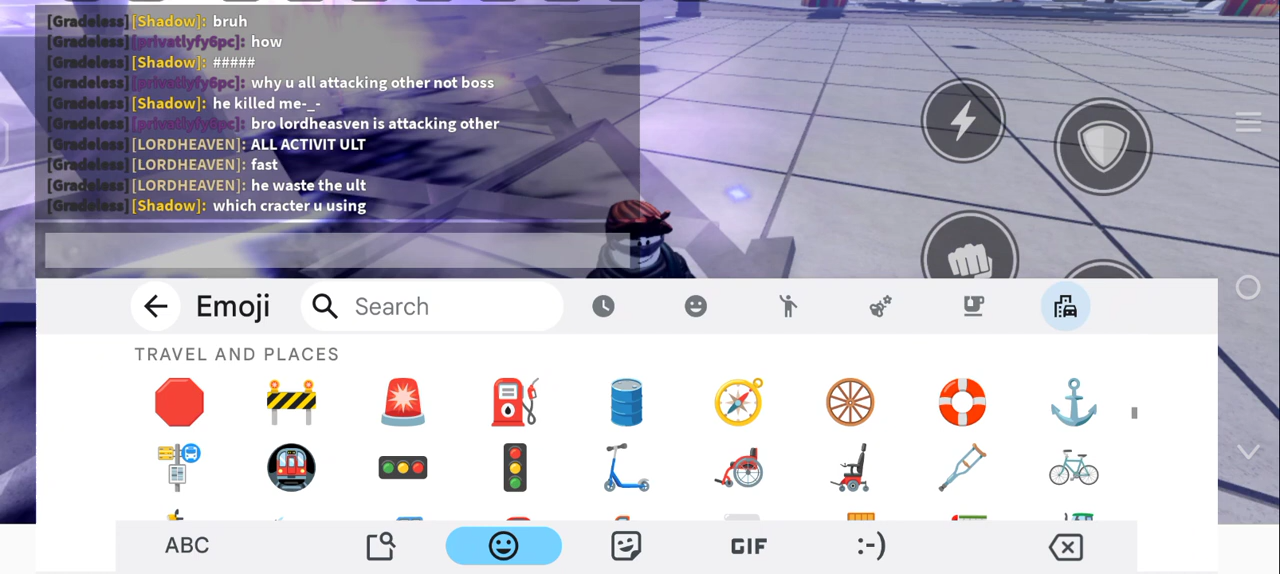 [Gradeless] [Shadow]: bruh
[Gradeless] [privatlyfy6pc]: how
[Gradeless] [Shadow]: #####
[Gradeless] [privatlyfy6pc]: why u all attacking other not boss
[Gradeless] [Shadow]: he killed me-_-
[Gradeless] [privatlyfy6pc]: bro lordheasven is attacking other
[Gradeless] [LORDHEAVEN]: ALL ACTIVIT ULT
[Gradeless] [LORDHEAVEN]: fast
[Gradeless] [LORDHEAVEN]: he waste the ult
[Gradeless] [Shadow]: which cracter u using
Emoji Search
TRAVEL AND PLACES
ABC GIF :-)